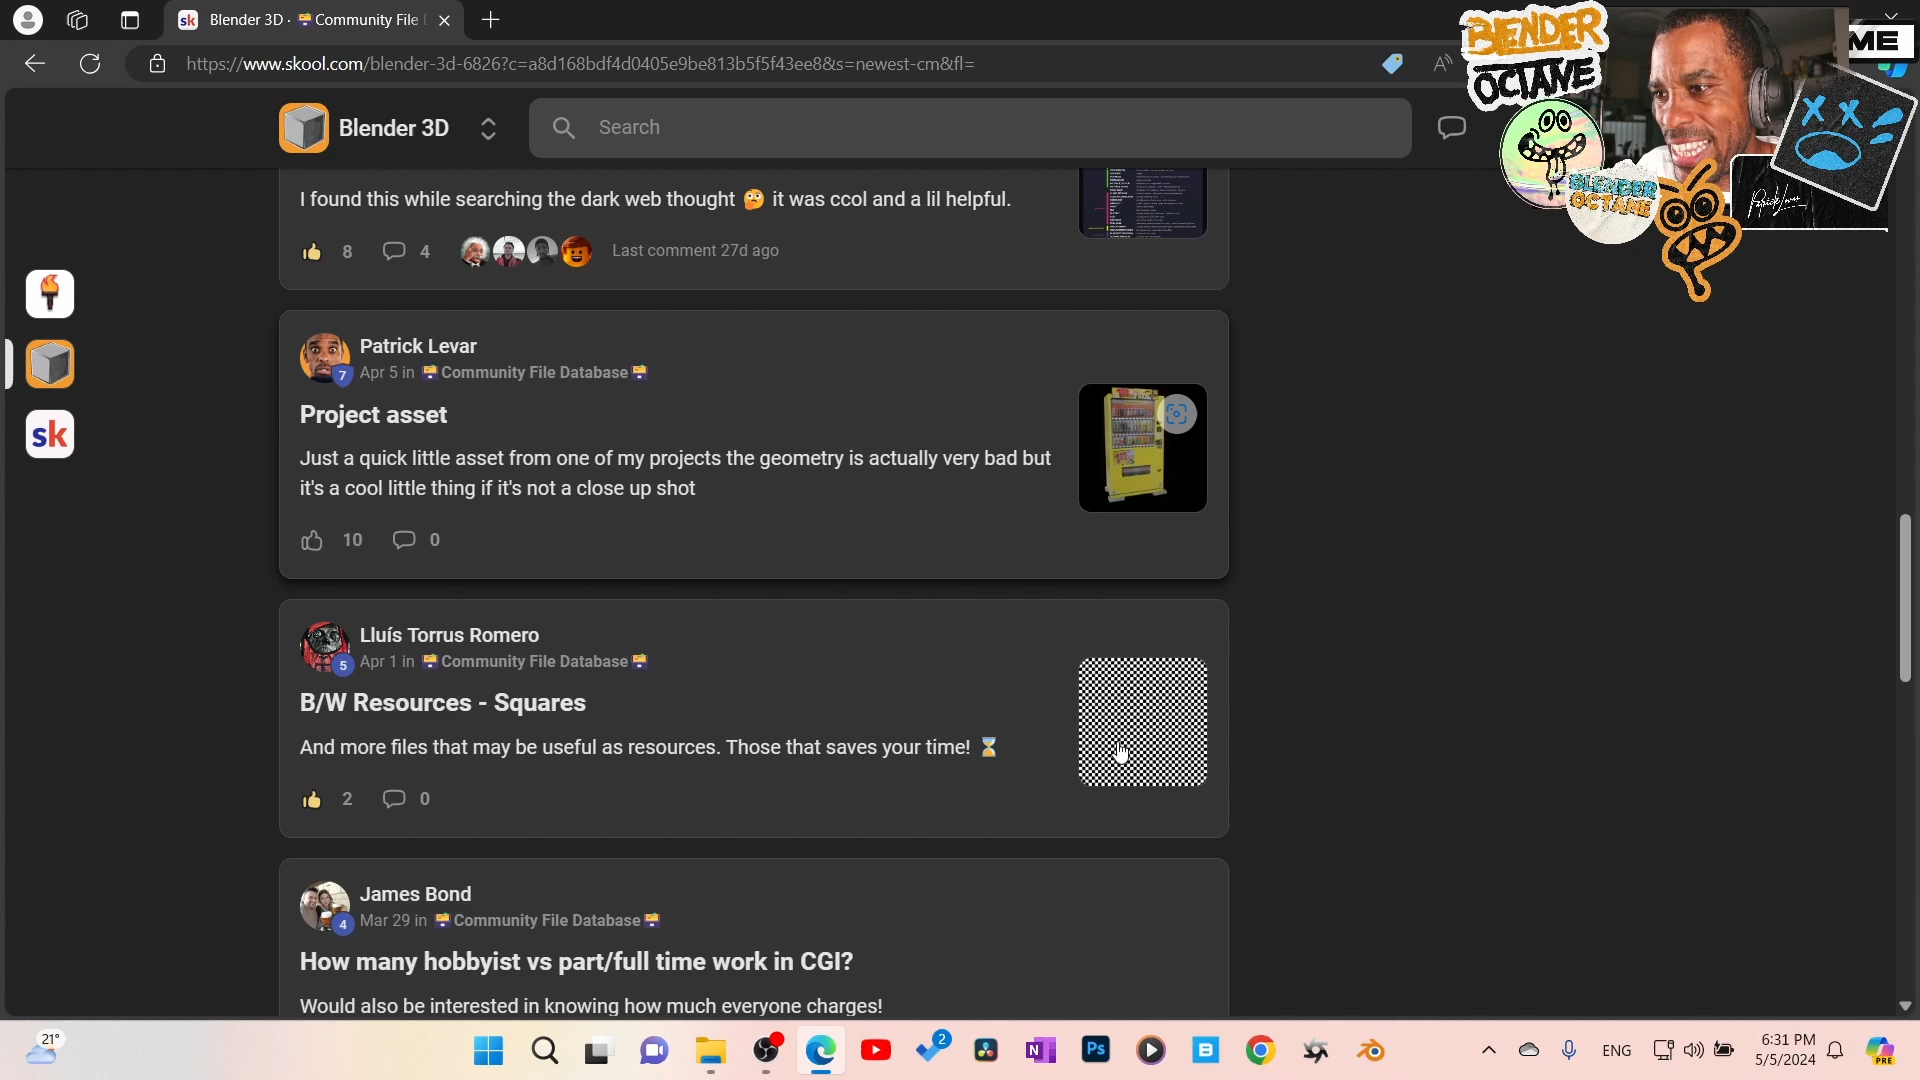 Blender 3D · Community File
https://www.skool.com/blender-3d-6826?c=a8d168bdf4d0405e9be813b5f5f43ee8&s=newest-cm&fl=
BENDER
OCTANE
ME
Blender 3D
Search
BLENDER
OCTANE
Patrick Levar
I found this while searching the dark web thought 🤔 it was ccol and a lil helpful.
8
4
Last comment 27d ago
Patrick Levar
7
Apr 5 in Community File Database
Project asset
Just a quick little asset from one of my projects the geometry is actually very bad but
it's a cool little thing if it's not a close up shot
10
0
sk
Lluís Torrus Romero
5
Apr 1 in Community File Database
B/W Resources - Squares
And more files that may be useful as resources. Those that saves your time! ⏳
2
0
James Bond
4
Mar 29 in Community File Database
How many hobbyist vs part/full time work in CGI?
Would also be interested in knowing how much everyone charges!
21°
2
N
Ps
B
ENG
6:31 PM
5/5/2024
PRE